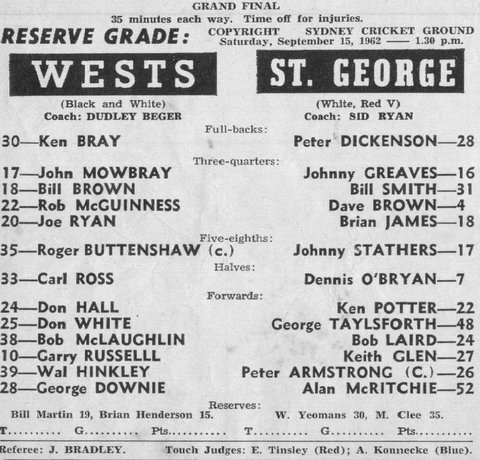 GRAND FINAL
35 minutes each way. Time off for injuries.
RESERVE GRADE: COPYRIGHT SYDNEY CRICKET GROUND
Saturday, September 15, 1962 — 1.30 p.m.
WESTS ST. GEORGE
(Black and White) (White, Red V)
Coach: DUDLEY BEGER Coach: SID RYAN
Full-backs:
30—Ken BRAY Peter DICKENSON—28
Three-quarters:
17—John MOWBRAY Johnny GREAVES—16
18—Bill BROWN Bill SMITH—31
22—Rob McGUINNESS Dave BROWN—4
20—Joe RYAN Brian JAMES—18
Five-eighths:
35—Roger BUTTENSHAW (c.) Johnny STATHERS—17
Halves:
33—Carl ROSS Dennis O'BRYAN—7
Forwards:
24—Don HALL Ken POTTER—22
25—Don WHITE George TAYLSFORTH—48
38—Bob McLAUGHLIN Bob LAIRD—24
10—Garry RUSSELLL Keith GLEN—27
39—Wal HINKLEY Peter ARMSTRONG (C.)—26
28—George DOWNIE Alan McRITCHIE—52
Reserves:
Bill Martin 19, Brian Henderson 15. W. Yeomans 30, M. Clee 35.
T.......... G.......... Pts.......... T.......... G.......... Pts..........
Referee: J. BRADLEY. Touch Judges: E. Tinsley (Red); A. Konnecke (Blue).